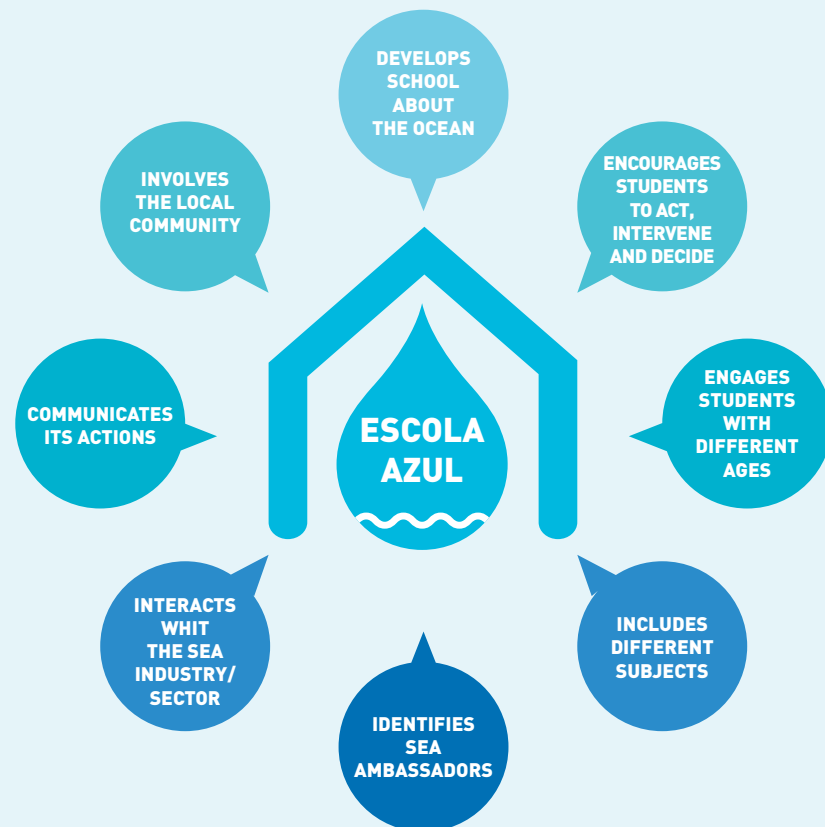 DEVELOPS
SCHOOL
ABOUT
THE OCEAN
ENCOURAGES
STUDENTS
TO ACT,
INTERVENE
AND DECIDE
ENGAGES
STUDENTS
WITH
DIFFERENT
AGES
INCLUDES
DIFFERENT
SUBJECTS
IDENTIFIES
SEA
AMBASSADORS
INTERACTS
WHIT
THE SEA
INDUSTRY/
SECTOR
COMMUNICATES
ITS ACTIONS
INVOLVES
THE LOCAL
COMMUNITY
ESCOLA
AZUL